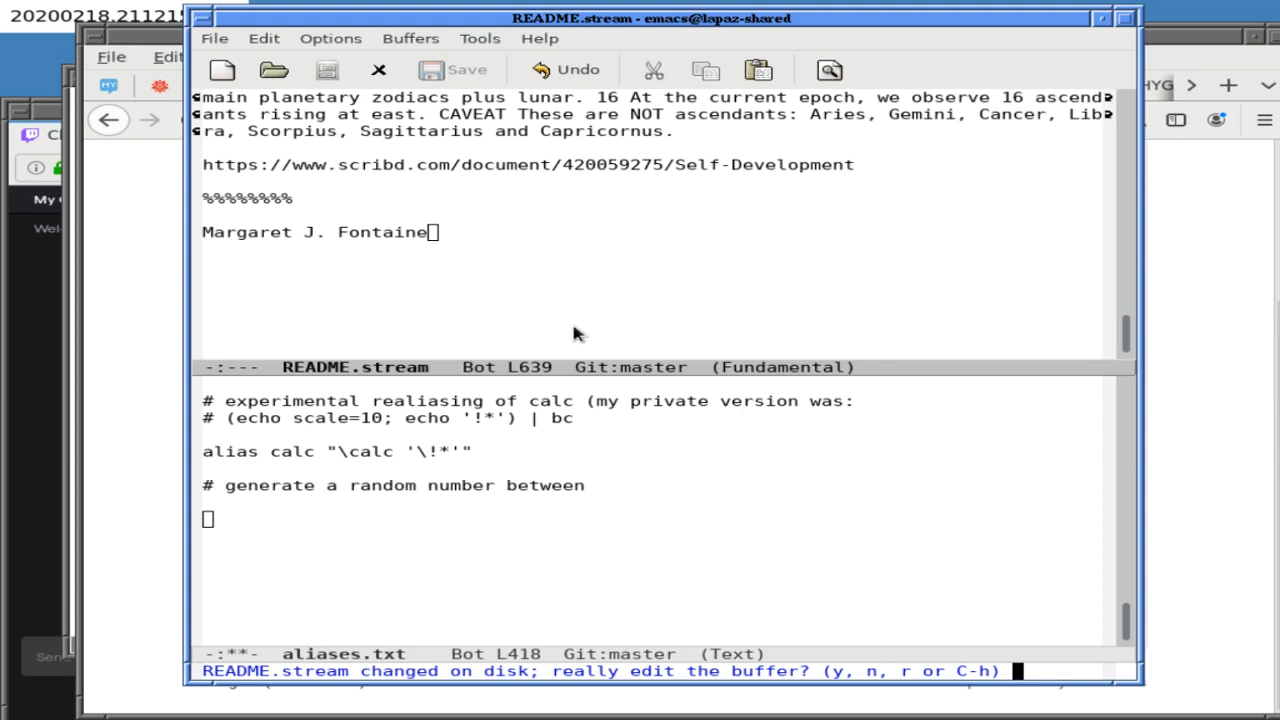 20200218.21121
README.stream - emacs@lapaz-shared
File Edit
File Edit Options Buffers Tools Help
Save Undo
main planetary zodiacs plus lunar. 16 At the current epoch, we observe 16 ascend
ants rising at east. CAVEAT These are NOT ascendants: Aries, Gemini, Cancer, Lib
ra, Scorpius, Sagittarius and Capricornus.
https://www.scribd.com/document/420059275/Self-Development
%%%%%%%%
Margaret J. Fontaine
-:--- README.stream Bot L639 Git:master (Fundamental)
# experimental realiasing of calc (my private version was:
# (echo scale=10; echo '!*') | bc
alias calc "\calc '\!*'"
# generate a random number between
-:**- aliases.txt Bot L418 Git:master (Text)
README.stream changed on disk; really edit the buffer? (y, n, r or C-h)
MY
HYG
My
Wel
Sen